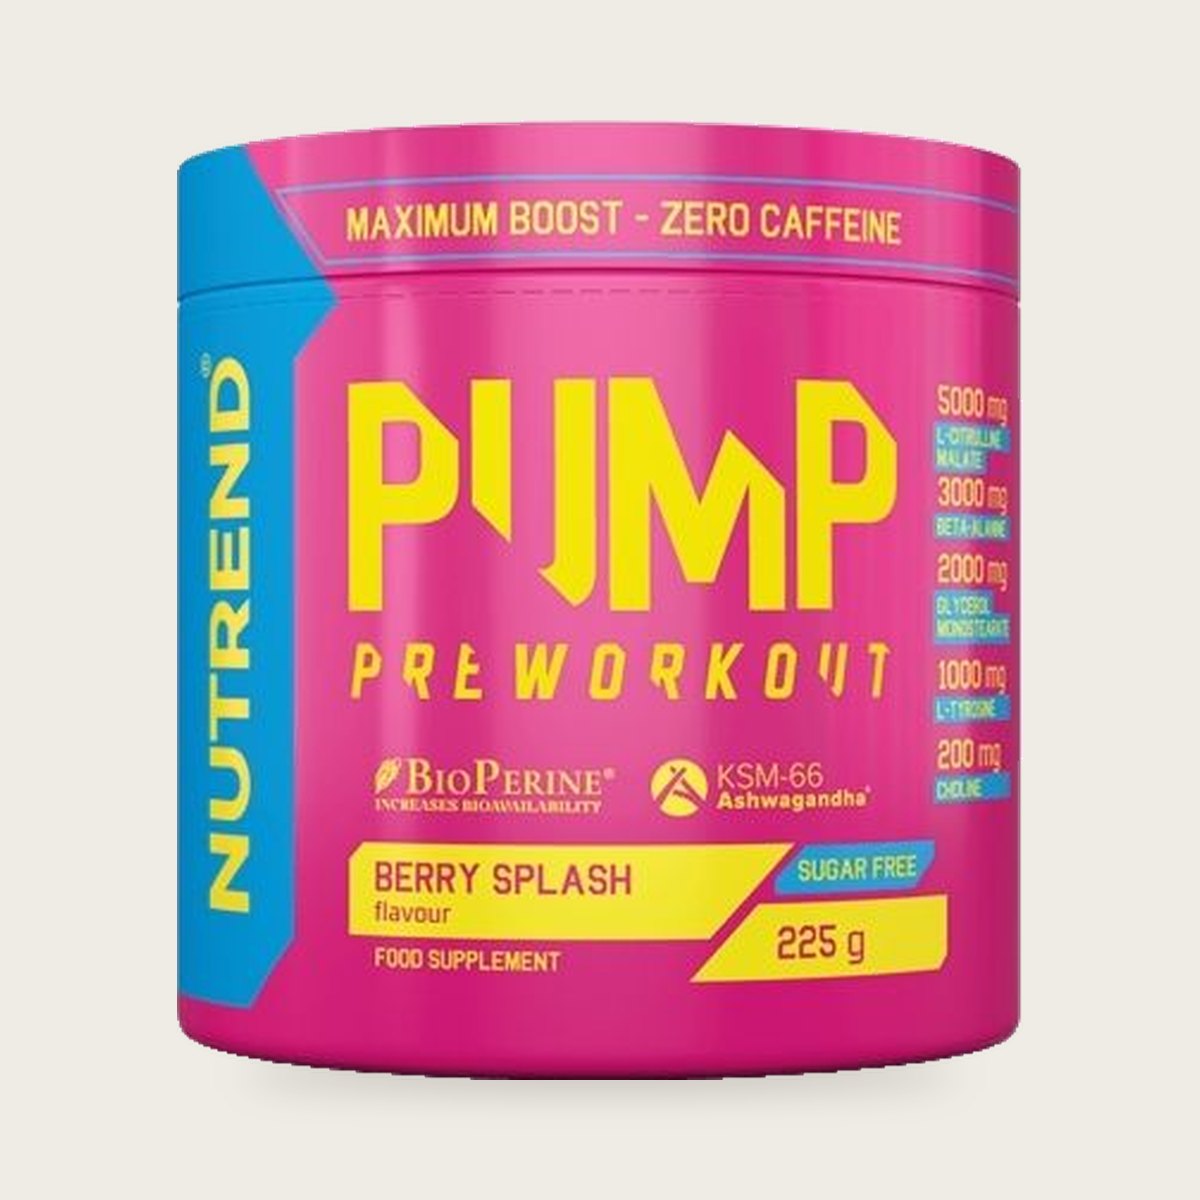 MAXIMUM BOOST - ZERO CAFFEINE
NUTREND®
PUMP
PREWORKOUT
5000 mg
L-CITRULLINE
MALATE
3000 mg
BETA-ALANINE
2000 mg
GLYCEROL
MONOSTEARATE
1000 mg
L-TYROSINE
200 mg
CHOLINE
BIOPERINE®
INCREASES BIOAVAILABILITY
KSM-66
Ashwagandha®
BERRY SPLASH
flavour
SUGAR FREE
225 g
FOOD SUPPLEMENT